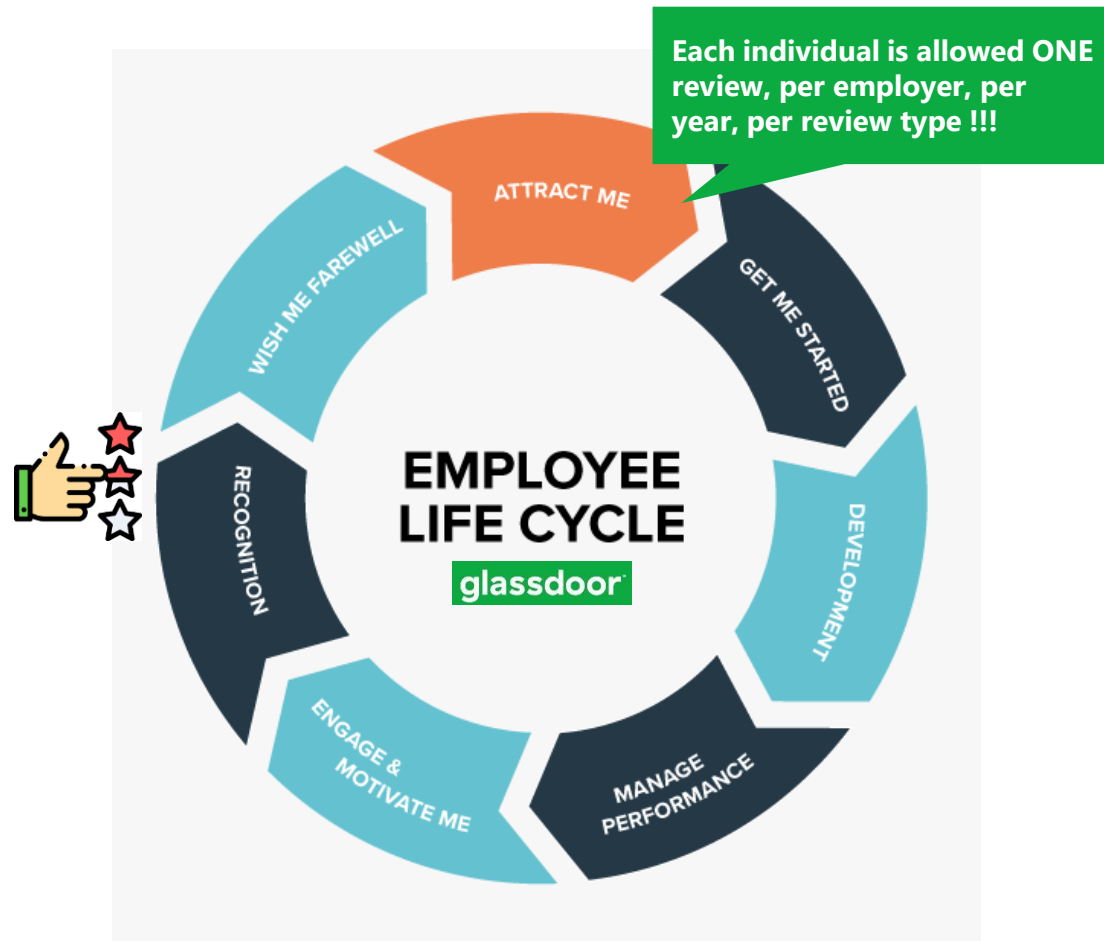 Each individual is allowed ONE
review, per employer, per
year, per review type !!!
ATTRACT ME
GET ME STARTED
DEVELOPMENT
MANAGE
PERFORMANCE
ENGAGE &
MOTIVATE ME
RECOGNITION
WISH ME FAREWELL
EMPLOYEE
LIFE CYCLE
glassdoor